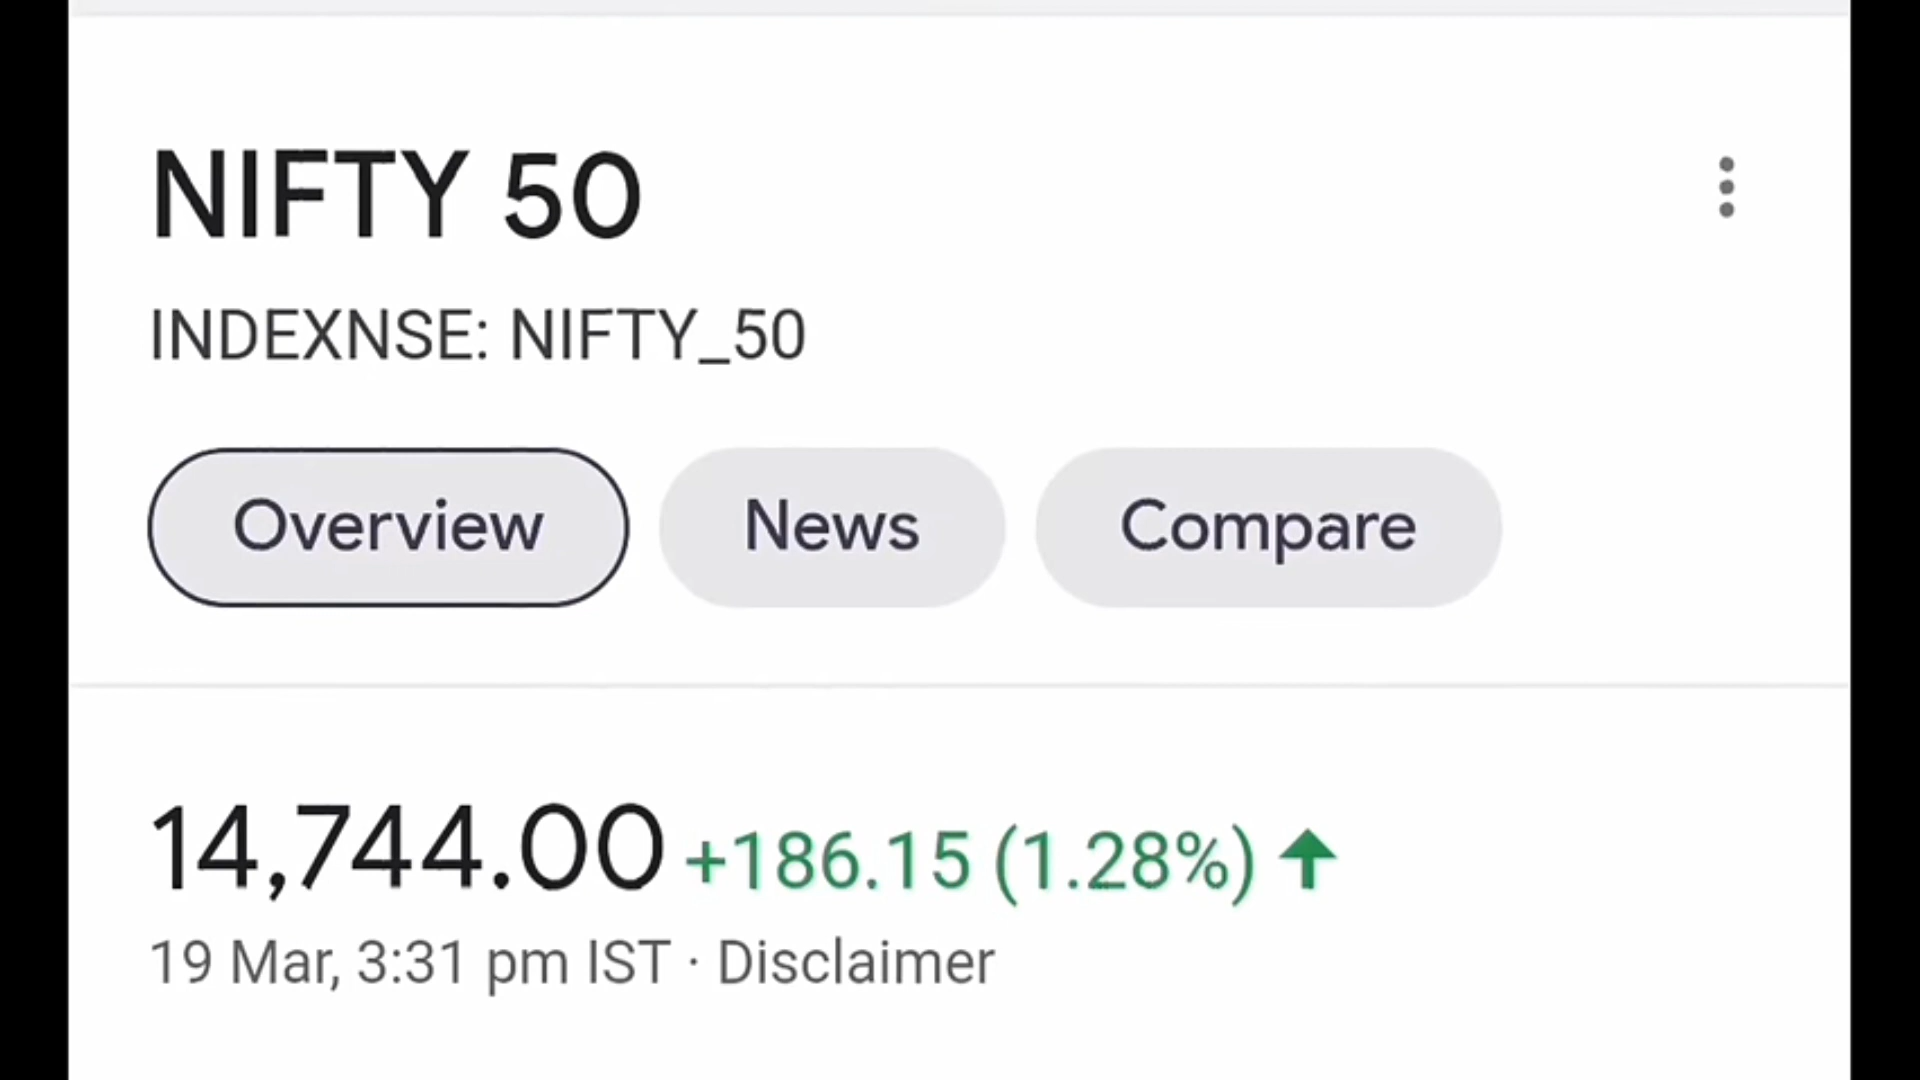 NIFTY 50
INDEXNSE: NIFTY_50
Overview News Compare
14,744.00 +186.15 (1.28%)
19 Mar, 3:31 pm IST · Disclaimer